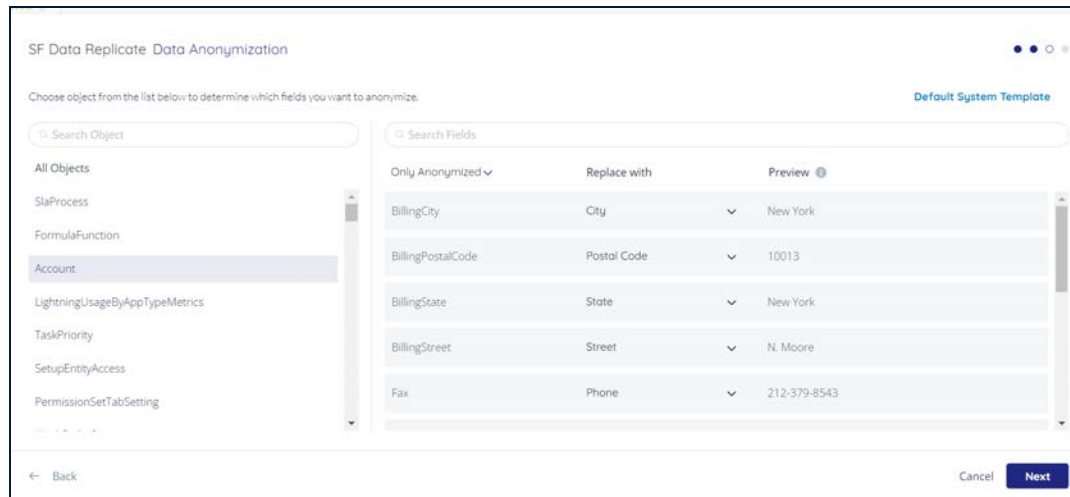 SF Data Replicate Data Anonymization
Choose object from the list below to determine which fields you want to anonymize.
Default System Template
Search Object
All Objects
SlaProcess
FormulaFunction
Account
LightningUsageByAppTypeMetrics
TaskPriority
SetupEntityAccess
PermissionSetTabSetting
Search Fields
Only Anonymized Replace with Preview
BillingCity City New York
BillingPostalCode Postal Code 10013
BillingState State New York
BillingStreet Street N. Moore
Fax Phone 212-379-8543
← Back
Cancel Next